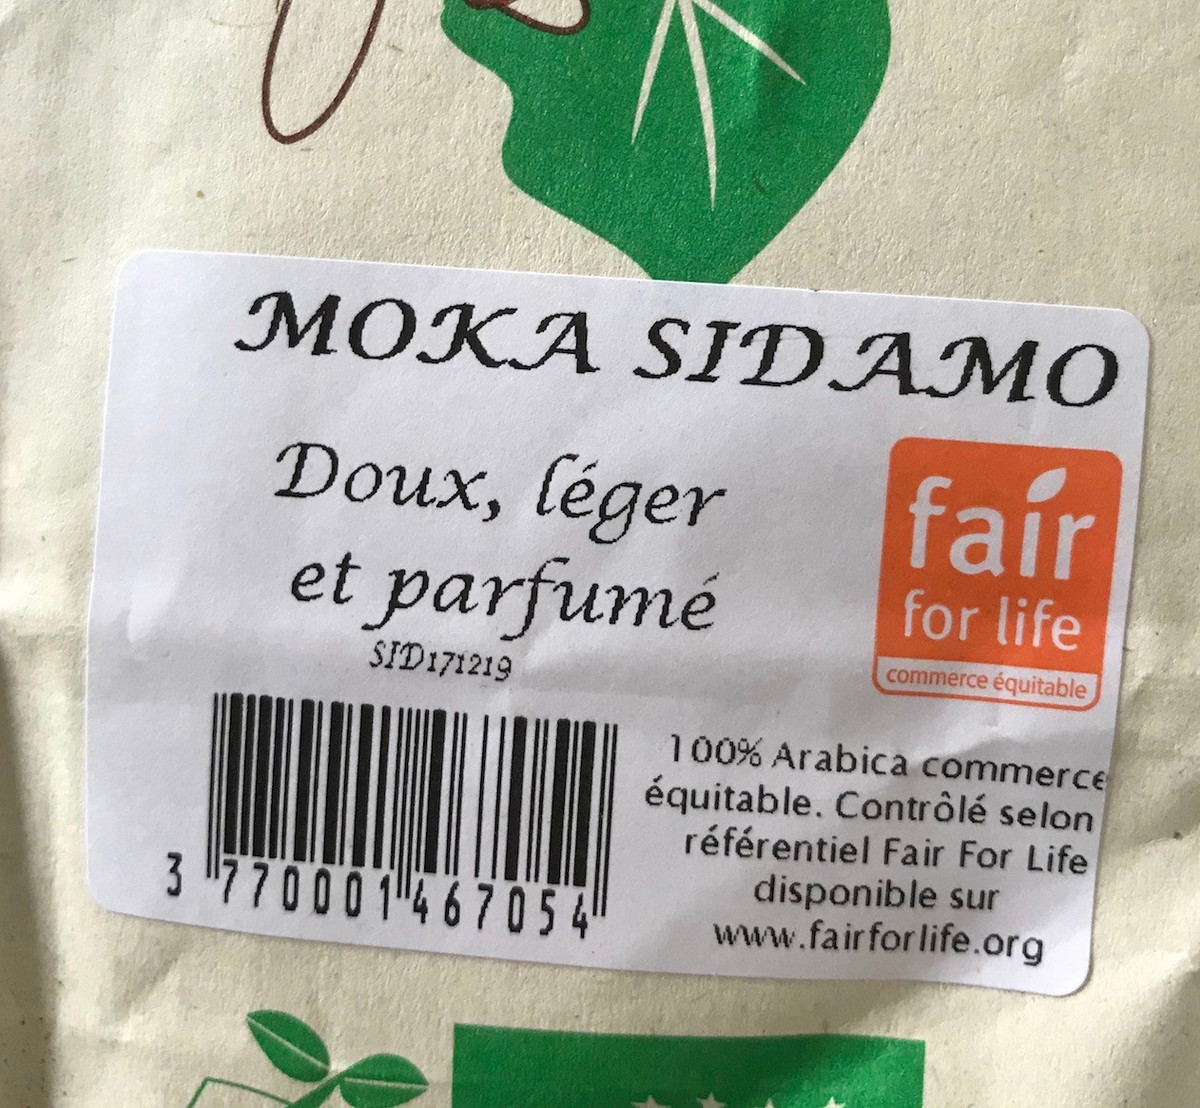 MOKA SIDAMO
Doux, léger
et parfumé
SID171219
fair
for life
commerce équitable
3 770001 467054
100% Arabica commerce
équitable. Contrôlé selon
référentiel Fair For Life
disponible sur
www.fairforlife.org